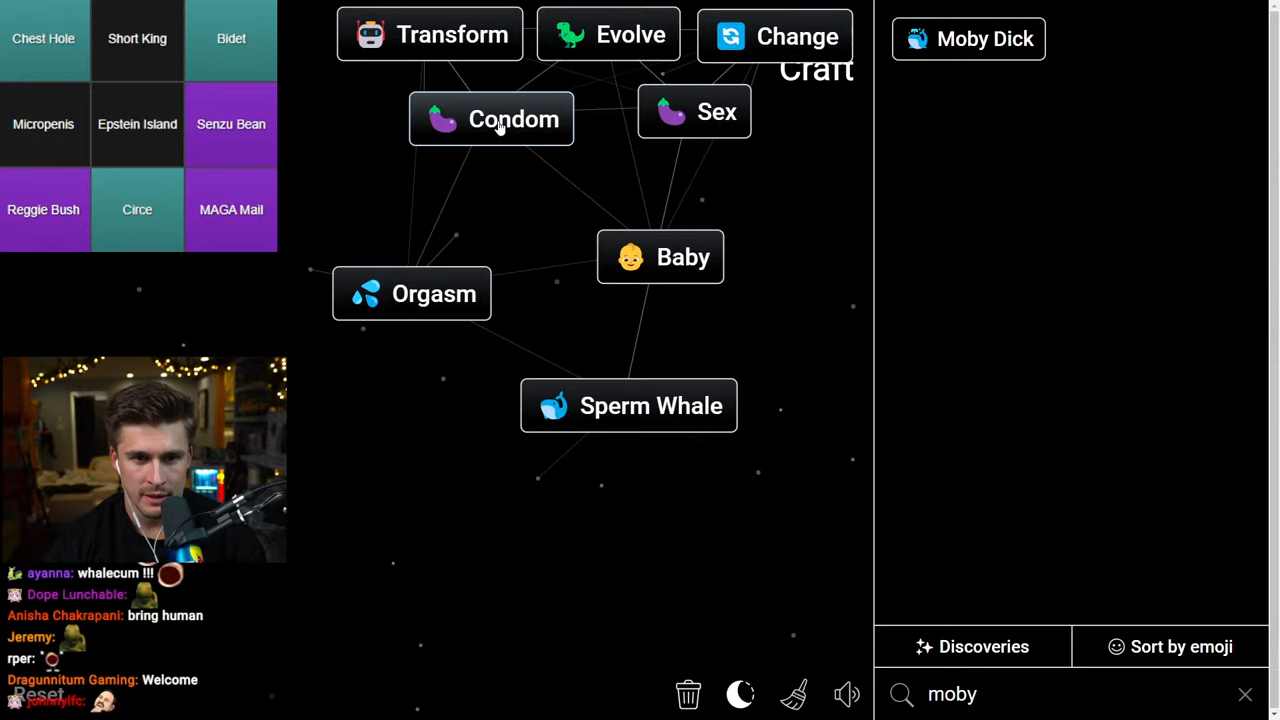 Chest Hole
Short King
Bidet
Micropenis
Epstein Island
Senzu Bean
Reggie Bush
Circe
MAGA Mail
Transform
Evolve
Change
Craft
Condom
Sex
Baby
Orgasm
Sperm Whale
Moby Dick
ayanna: whalecum !!!
Dope Lunchable:
Anisha Chakrapani: bring human
Jeremy:
rper:
Dragunnitum Gaming: Welcome
Reset
Discoveries
Sort by emoji
moby